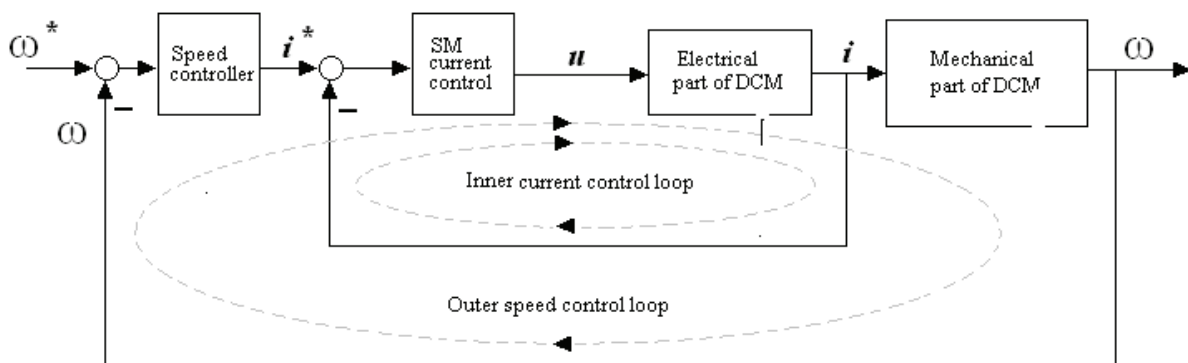 ω*
Speed
controller
i*
SM
current
control
u
Electrical
part of DCM
i
Mechanical
part of DCM
ω
−
ω
−
Inner current control loop
Outer speed control loop